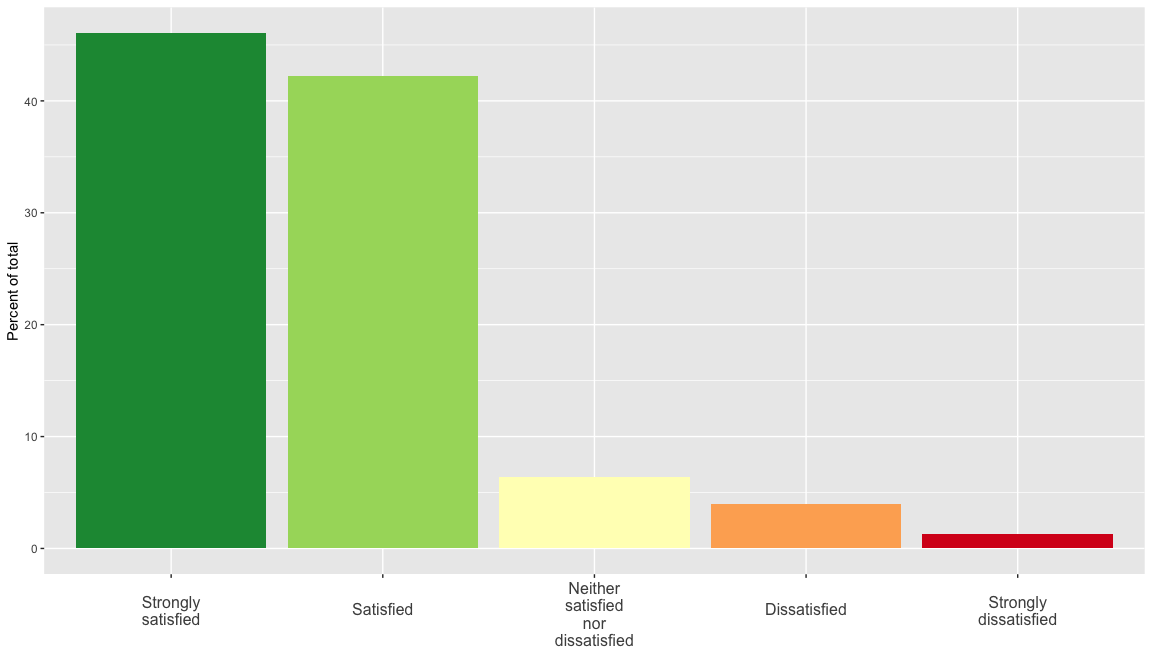 Percent of total
40
30
20
10
0
Strongly
satisfied
Satisfied
Neither
satisfied
nor
dissatisfied
Dissatisfied
Strongly
dissatisfied